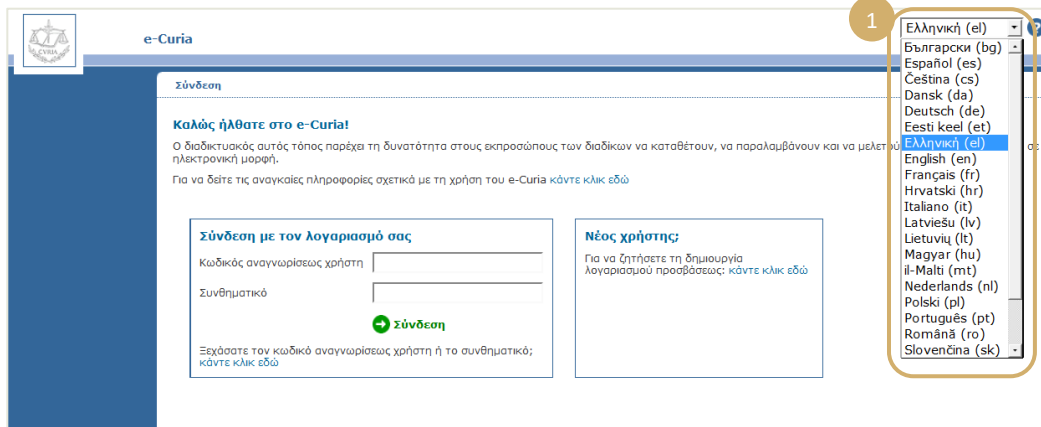 1
Ελληνική (el)
?
CVRIA
e-Curia
Български (bg)
Español (es)
Čeština (cs)
Dansk (da)
Deutsch (de)
Eesti keel (et)
Ελληνική (el)
English (en)
Français (fr)
Hrvatski (hr)
Italiano (it)
Latviešu (lv)
Lietuvių (lt)
Magyar (hu)
il-Malti (mt)
Nederlands (nl)
Polski (pl)
Português (pt)
Română (ro)
Slovenčina (sk)
Σύνδεση
Καλώς ήλθατε στο e-Curia!
Ο διαδικτυακός αυτός τόπος παρέχει τη δυνατότητα στους εκπροσώπους των διαδίκων να καταθέτουν, να παραλαμβάνουν και να σε
ηλεκτρονική μορφή.
Για να δείτε τις αναγκαίες πληροφορίες σχετικά με τη χρήση του e-Curia κάντε κλικ εδώ
Σύνδεση με τον λογαριασμό σας
Κωδικός αναγνωρίσεως χρήστη
Συνθηματικό
Σύνδεση
Ξεχάσατε τον κωδικό αναγνωρίσεως χρήστη ή το συνθηματικό;
κάντε κλικ εδώ
Νέος χρήστης;
Για να ζητήσετε τη δημιουργία
λογαριασμού προσβάσεως: κάντε κλικ εδώ